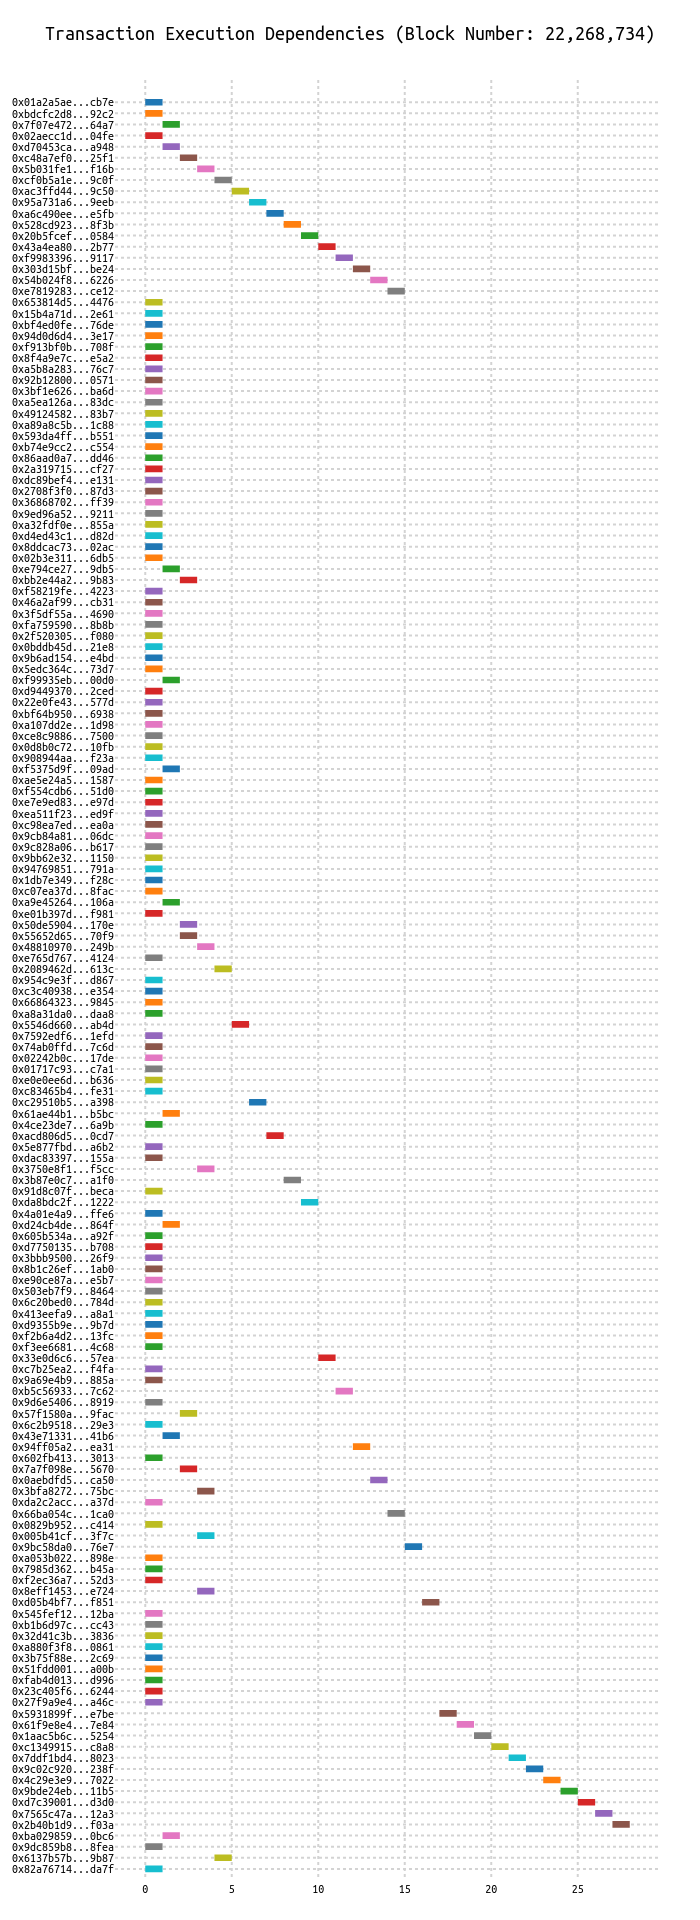 Transaction Execution Dependencies (Block Number: 22,268,734)
0x01a2a5ae...cb7e
0xbdcfc2d8...92c2
0x7f07e472...64a7
0x02aecc1d...04fe
0xd70453ca...a948
0xc48a7ef0...25f1
0x5b031fe1...f16b
0xcf0b5a1e...9c0f
0xac3ffd44...9c50
0x95a731a6...9eeb
0xa6c490ee...e5fb
0x528cd923...8f3b
0x20b5fcef...0584
0x43a4ea80...2b77
0xf9983396...9117
0x303d15bf...be24
0x54b024f8...6226
0xe7819283...ce12
0x653814d5...4476
0x15b4a71d...2e61
0xbf4ed0fe...76de
0x94d0d6d4...3e17
0xf913bf0b...708f
0x8f4a9e7c...e5a2
0xa5b8a283...76c7
0x92b12800...0571
0x3bf1e626...ba6d
0xa5ea126a...83dc
0x49124582...83b7
0xa89a8c5b...1c88
0x593da4ff...b551
0xb74e9cc2...c554
0x86aad0a7...dd46
0x2a319715...cf27
0xdc89bef4...e131
0x2708f3f0...87d3
0x36868702...ff39
0x9ed96a52...9211
0xa32fdf0e...855a
0xd4ed43c1...d82d
0x8ddcac73...02ac
0x02b3e311...6db5
0xe794ce27...9db5
0xbb2e44a2...9b83
0xf58219fe...4223
0x46a2af99...cb31
0x3f5df55a...4690
0xfa759590...8b8b
0x2f520305...f080
0x0bddb45d...21e8
0x9b6ad154...e4bd
0x5edc364c...73d7
0xf99935eb...00d0
0xd9449370...2ced
0x22e0fe43...577d
0xbf64b950...6938
0xa107dd2e...1d98
0xce8c9886...7500
0x0d8b0c72...10fb
0x908944aa...f23a
0xf5375d9f...09ad
0xae5e24a5...1587
0xf554cdb6...51d0
0xe7e9ed83...e97d
0xea511f23...ed9f
0xc98ea7ed...ea0a
0x9cb84a81...06dc
0x9c828a06...b617
0x9bb62e32...1150
0x94769851...791a
0x1db7e349...f28c
0xc07ea37d...8fac
0xa9e45264...106a
0xe01b397d...f981
0x50de5904...170e
0x55652d65...70f9
0x48810970...249b
0xe765d767...4124
0x2089462d...613c
0x954c9e3f...d867
0xc3c40938...e354
0x66864323...9845
0xa8a31da0...daa8
0x5546d660...ab4d
0x7592edf6...1efd
0x74ab0ffd...7c6d
0x02242b0c...17de
0x01717c93...c7a1
0xe0e0ee6d...b636
0xc83465b4...fe31
0xc29510b5...a398
0x61ae44b1...b5bc
0x4ce23de7...6a9b
0xacd806d5...0cd7
0x5e877fbd...a6b2
0xdac83397...155a
0x3750e8f1...f5cc
0x3b87e0c7...a1f0
0x91d8c07f...beca
0xda8bdc2f...1222
0x4a01e4a9...ffe6
0xd24cb4de...864f
0x605b534a...a92f
0xd7750135...b708
0x3bbb9500...26f9
0x8b1c26ef...1ab0
0xe90ce87a...e5b7
0x503eb7f9...8464
0x6c20bed0...784d
0x413eefa9...a8a1
0xd9355b9e...9b7d
0xf2b6a4d2...13fc
0xf3ee6681...4c68
0x33e0d6c6...57ea
0xc7b25ea2...f4fa
0x9a69e4b9...885a
0xb5c56933...7c62
0x9d6e5406...8919
0x57f1580a...9fac
0x6c2b9518...29e3
0x43e71331...41b6
0x94ff05a2...ea31
0x602fb413...3013
0x7a7f098e...5670
0x0aebdfd5...ca50
0x3bfa8272...75bc
0xda2c2acc...a37d
0x66ba054c...1ca0
0x0829b952...c414
0x005b41cf...3f7c
0x9bc58da0...76e7
0xa053b022...898e
0x7985d362...b45a
0xf2ec36a7...52d3
0x8eff1453...e724
0xd05b4bf7...f851
0x545fef12...12ba
0xb1b6d97c...cc43
0x32d41c3b...3836
0xa880f3f8...0861
0x3b75f88e...2c69
0x51fdd001...a00b
0xfab4d013...d996
0x23c405f6...6244
0x27f9a9e4...a46c
0x5931899f...e7be
0x61f9e8e4...7e84
0x1aac5b6c...5254
0xc1349915...c8a8
0x7ddf1bd4...8023
0x9c02c920...238f
0x4c29e3e9...7022
0x9bde24eb...11b5
0xd7c39001...d3d0
0x7565c47a...12a3
0x2b40b1d9...f03a
0xba029859...0bc6
0x9dc859b8...8fea
0x6137b57b...9b87
0x82a76714...da7f
0 5 10 15 20 25